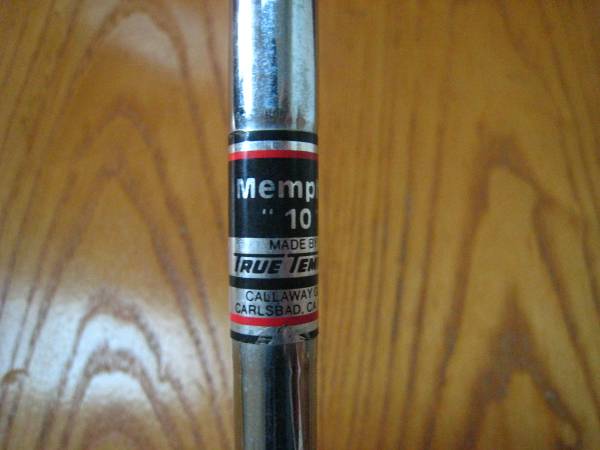 Memp
" 10
MADE BY
TRUE TEM
CALLAWAY G
CARLSBAD, CA